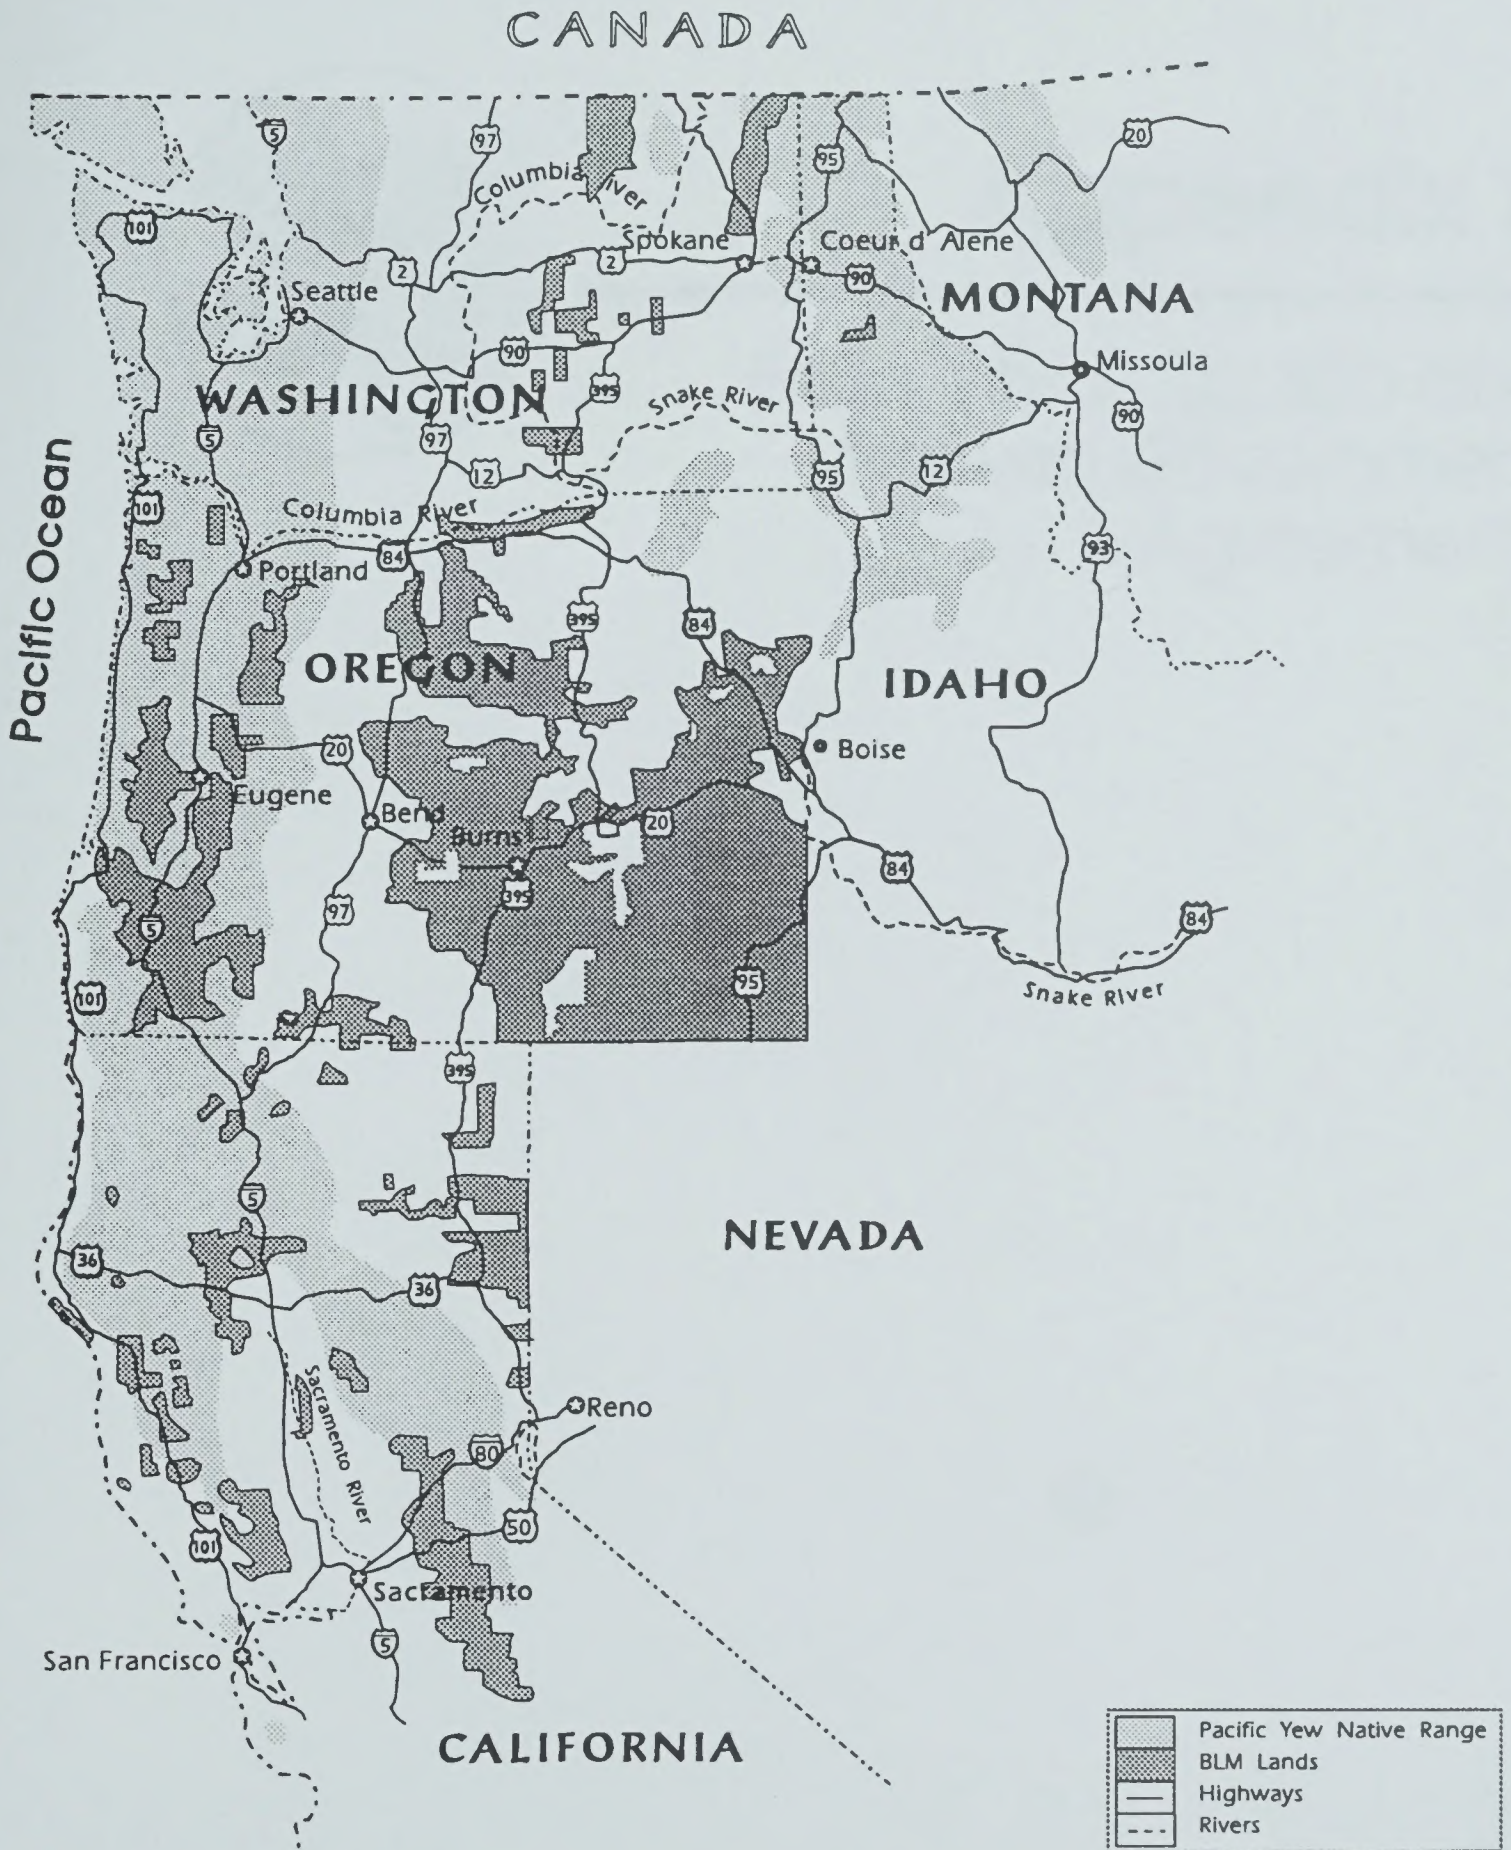 CANADA
5
97
20
95
Columbia River
101
Spokane
Coeur d' Alene
2
2
90
Seattle
MONTANA
90
Missoula
WASHINGTON
395
Snake River
90
5
97
12
95
12
Pacific Ocean
101
Columbia River
84
93
Portland
395
84
OREGON
IDAHO
20
Boise
Eugene
Bend
Burns
20
84
395
97
5
84
95
101
Snake River
395
5
NEVADA
36
36
Sacramento River
Reno
80
50
101
Sacramento
5
San Francisco
CALIFORNIA
Pacific Yew Native Range
BLM Lands
Highways
Rivers